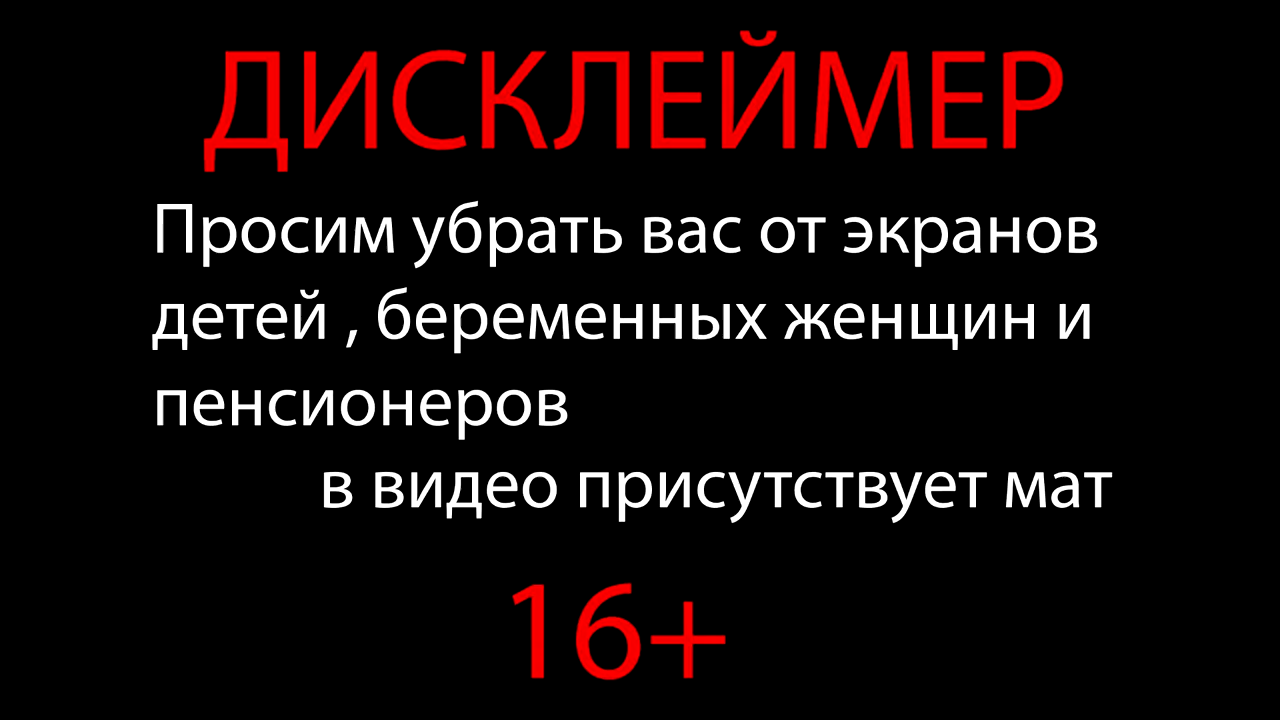 ДИСКЛЕЙМЕР
Просим убрать вас от экранов
детей , беременных женщин и
пенсионеров
в видео присутствует мат
16+